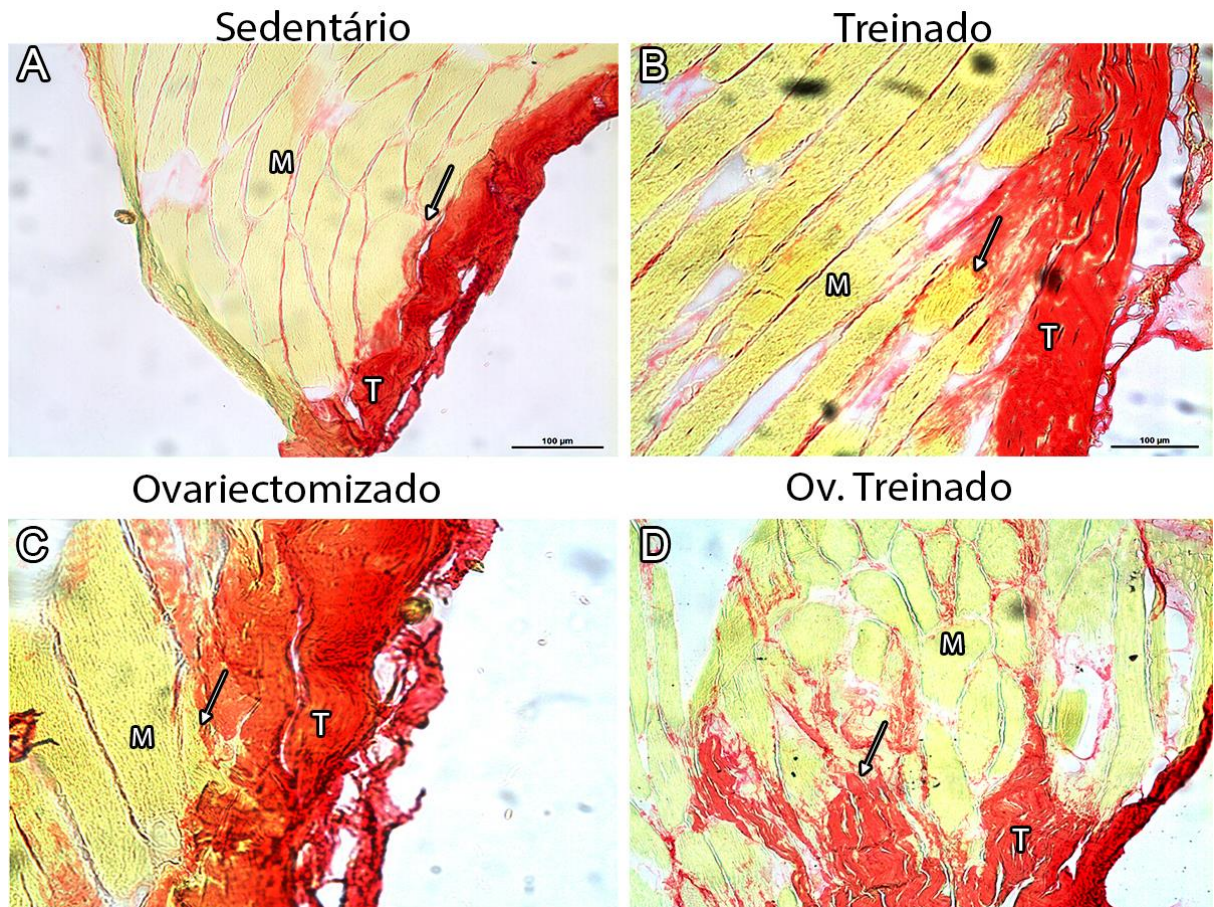 Sedentário
Treinado
A
B
M
M
T
T
100 µm
100 µm
Ovariectomizado
Ov. Treinado
C
D
M
M
T
T